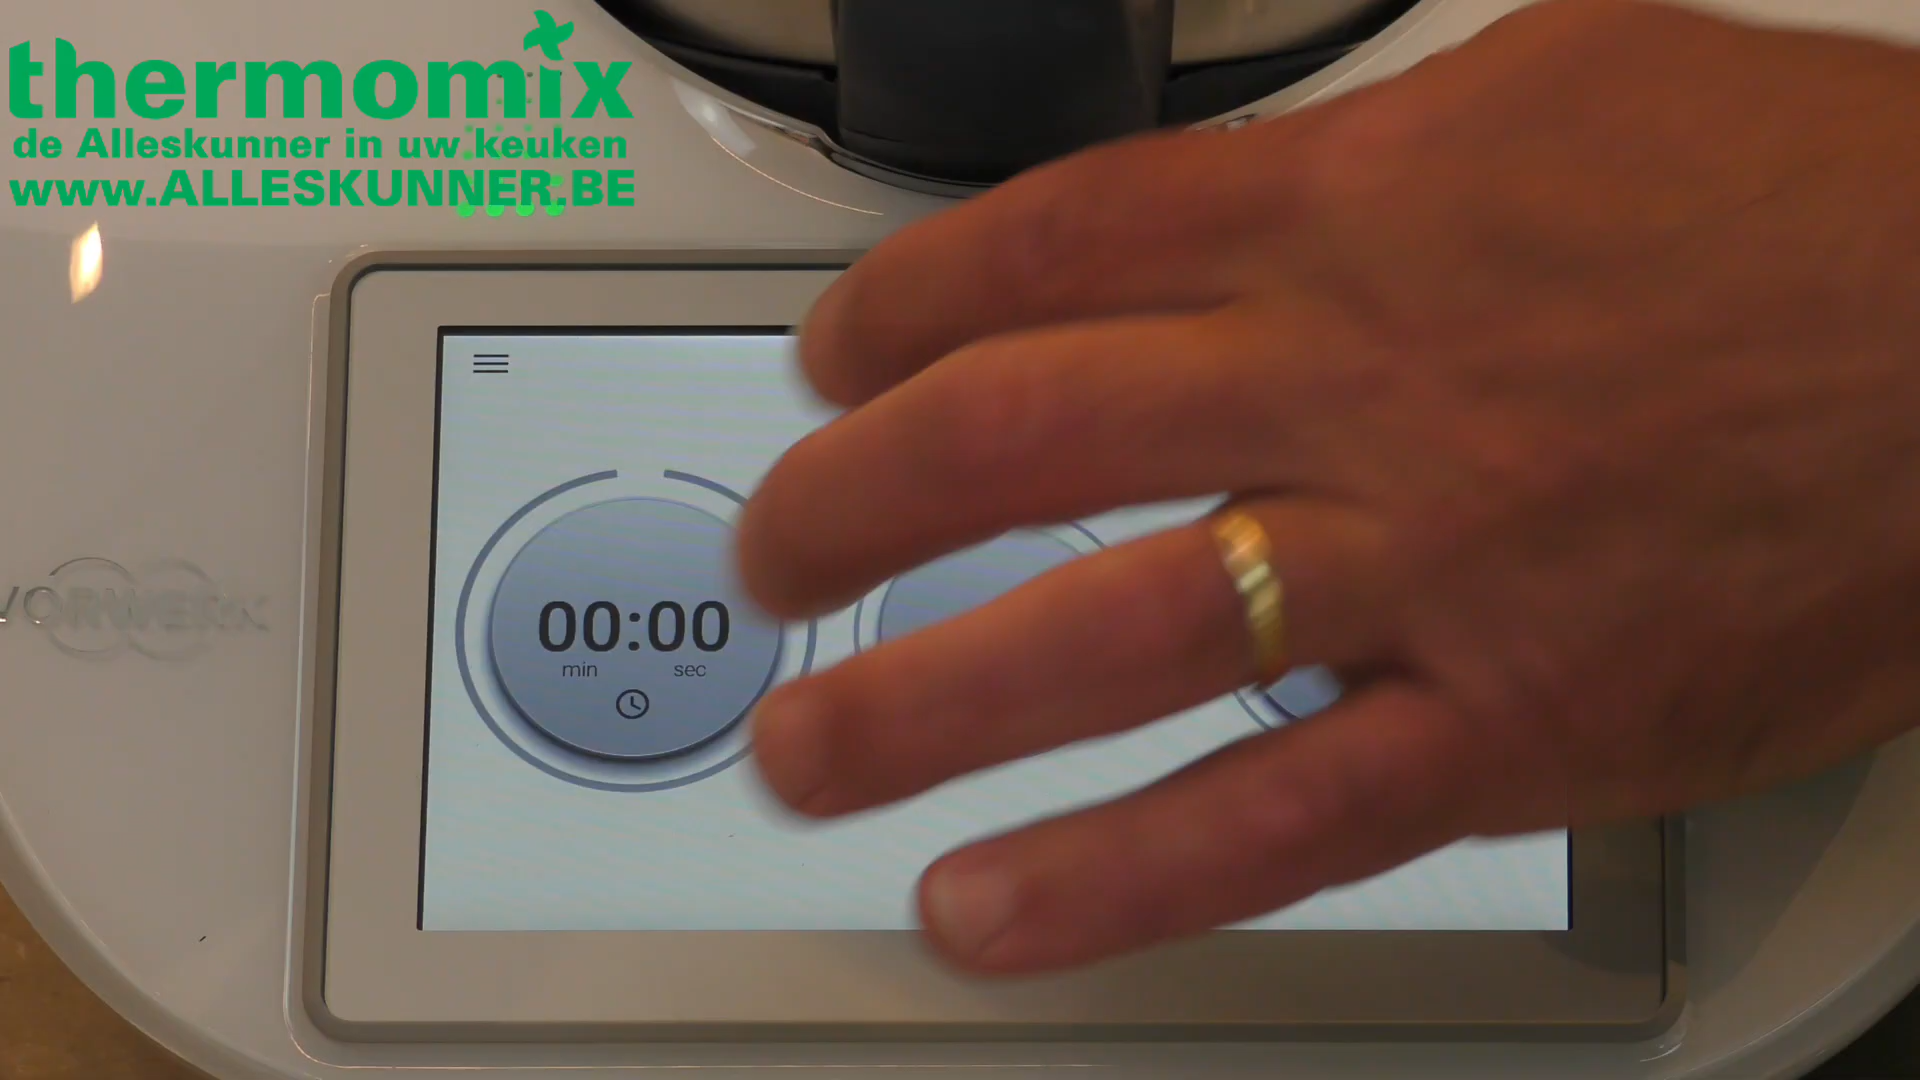 thermomix
de Alleskunner in uw keuken
www.ALLESKUNNER.BE
VORWERK
00:00
min sec